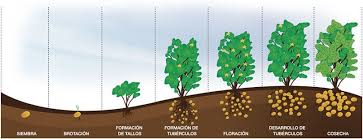 SIEMBRA
BROTACIÓN
FORMACIÓN
DE TALLOS
FORMACIÓN DE
TUBÉRCULOS
FLORACIÓN
DESARROLLO DE
TUBÉRCULOS
COSECHA